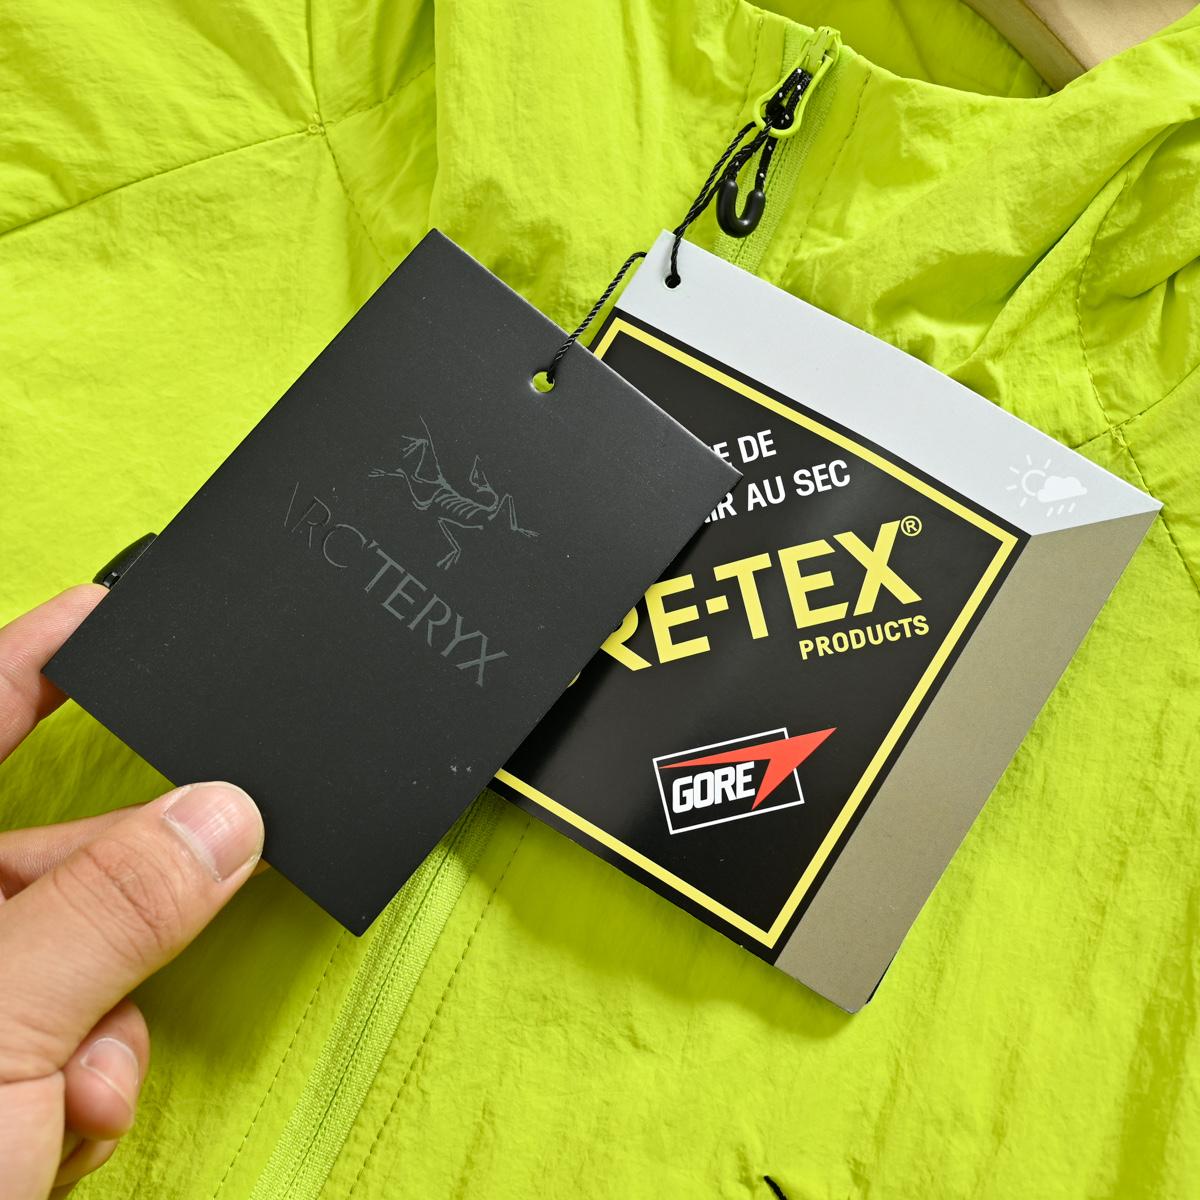 ARC'TERYX
DE
AU SEC
RE-TEX®
PRODUCTS
GORE